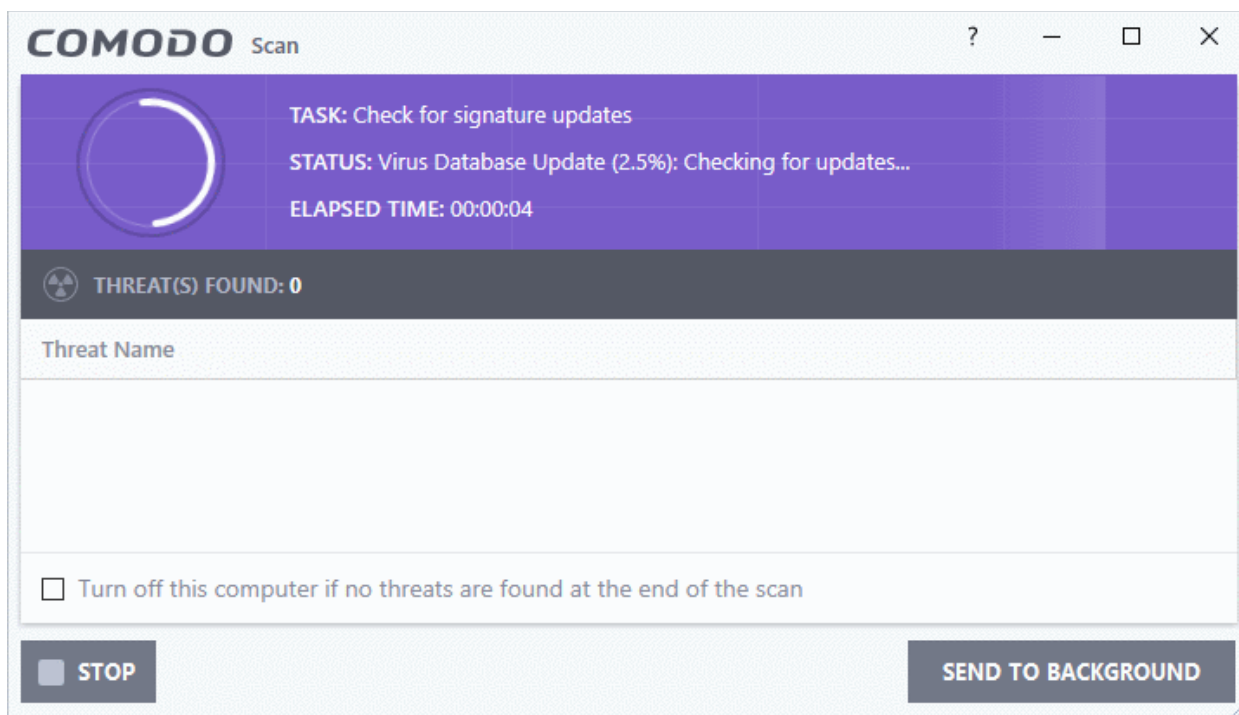 COMODO Scan ?
TASK: Check for signature updates
STATUS: Virus Database Update (2.5%): Checking for updates...
ELAPSED TIME: 00:00:04
THREAT(S) FOUND: 0
Threat Name
Turn off this computer if no threats are found at the end of the scan
STOP
SEND TO BACKGROUND